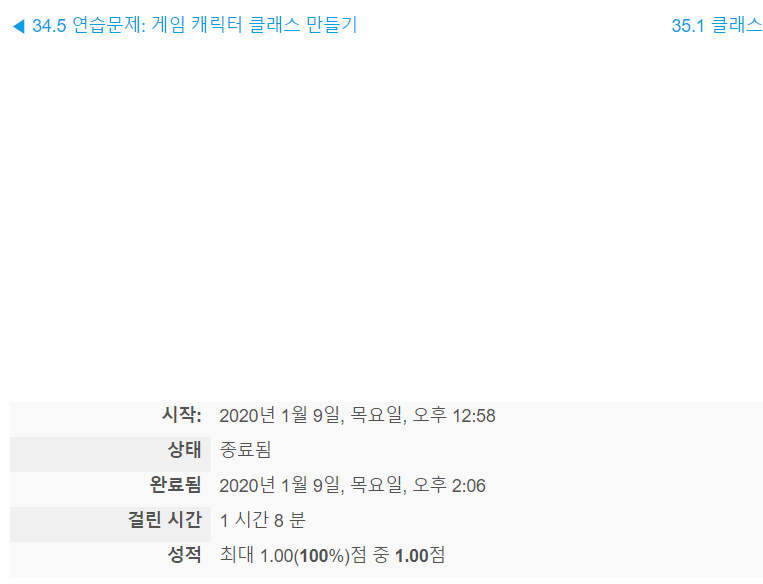 ◀ 34.5 연습문제: 게임 캐릭터 클래스 만들기 35.1 클래스
시작: 2020년 1월 9일, 목요일, 오후 12:58
상태 종료됨
완료됨 2020년 1월 9일, 목요일, 오후 2:06
걸린 시간 1 시간 8 분
성적 최대 1.00(100%)점 중 1.00점